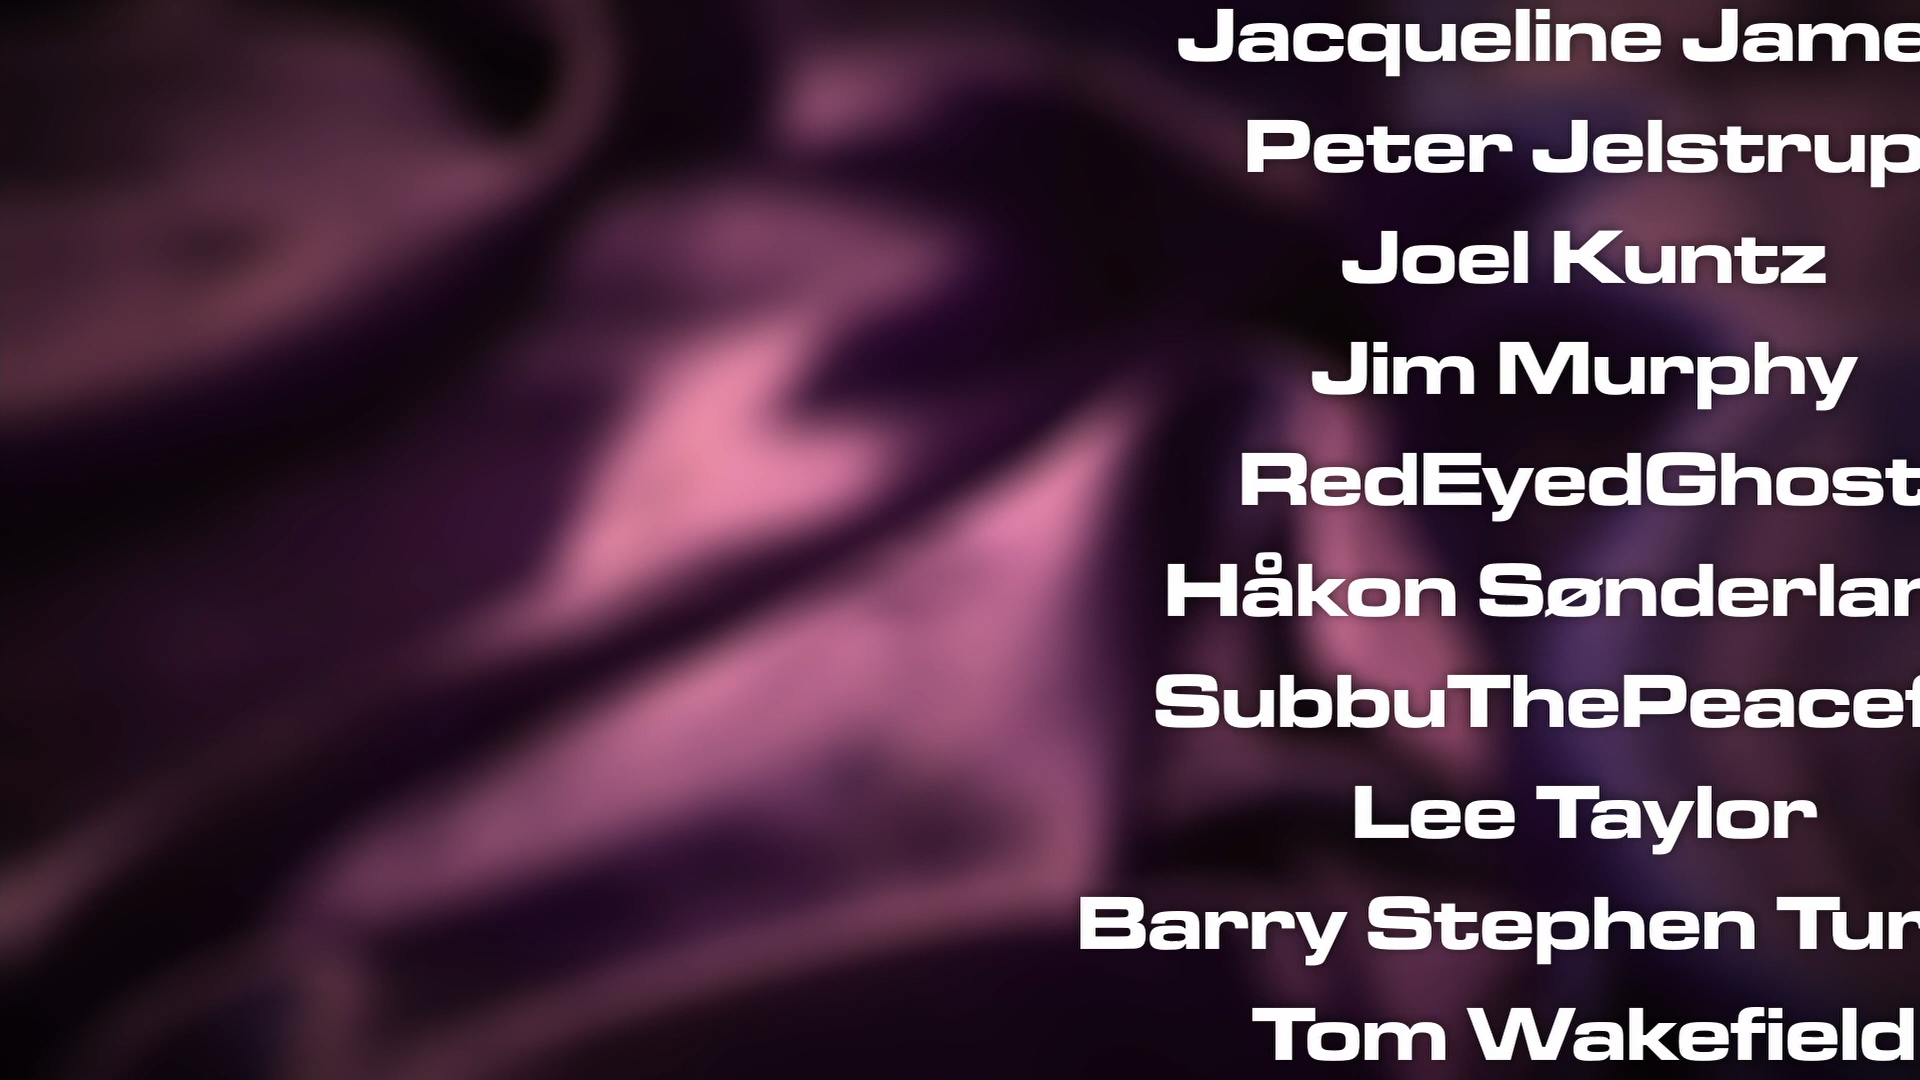 Jacqueline Jame
Peter Jelstrup
Joel Kuntz
Jim Murphy
RedEyedGhost
Håkon Sønderlan
SubbuThePeacef
Lee Taylor
Barry Stephen Tur
Tom Wakefield